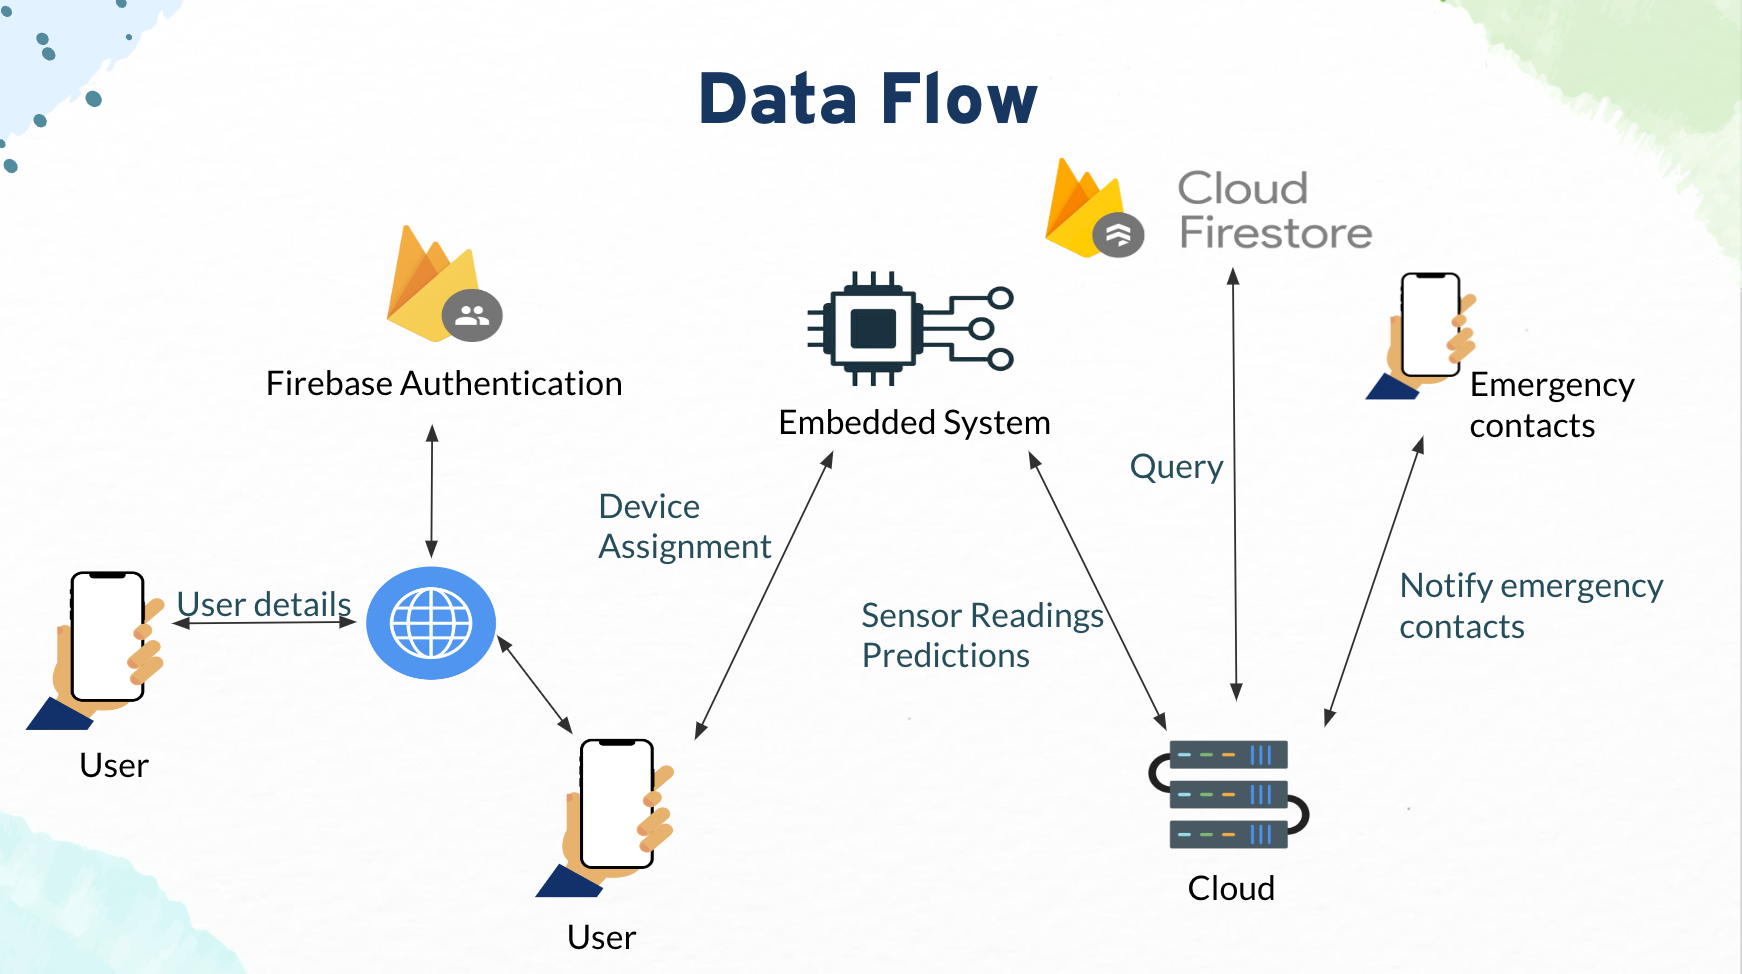 Data Flow
Cloud
Firestore
Firebase Authentication
Embedded System
Emergency
contacts
Query
Device
Assignment
User details
Sensor Readings
Predictions
Notify emergency
contacts
User
Cloud
User